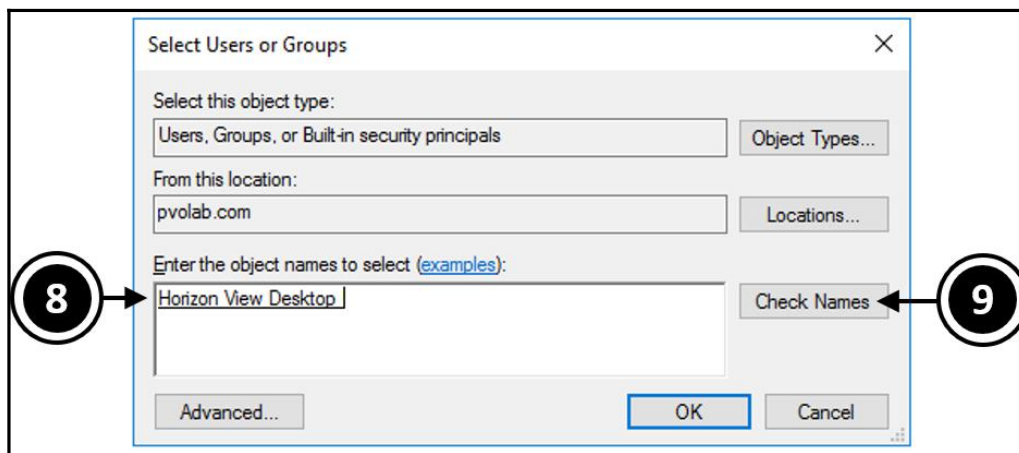 Select Users or Groups
Select this object type:
Users, Groups, or Built-in security principals
Object Types...
From this location:
pvolab.com
Locations...
Enter the object names to select (examples):
8
Horizon View Desktop
Check Names
9
Advanced...
OK
Cancel